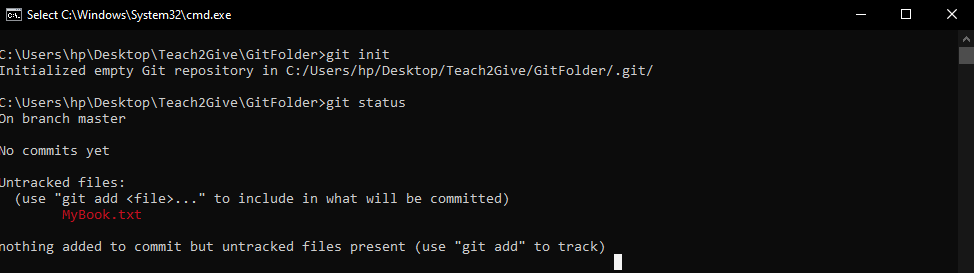 Select C:\Windows\System32\cmd.exe
C:\Users\hp\Desktop\Teach2Give\GitFolder>git init
Initialized empty Git repository in C:/Users/hp/Desktop/Teach2Give/GitFolder/.git/
C:\Users\hp\Desktop\Teach2Give\GitFolder>git status
On branch master
No commits yet
Untracked files:
(use "git add <file>..." to include in what will be committed)
MyBook.txt
nothing added to commit but untracked files present (use "git add" to track)